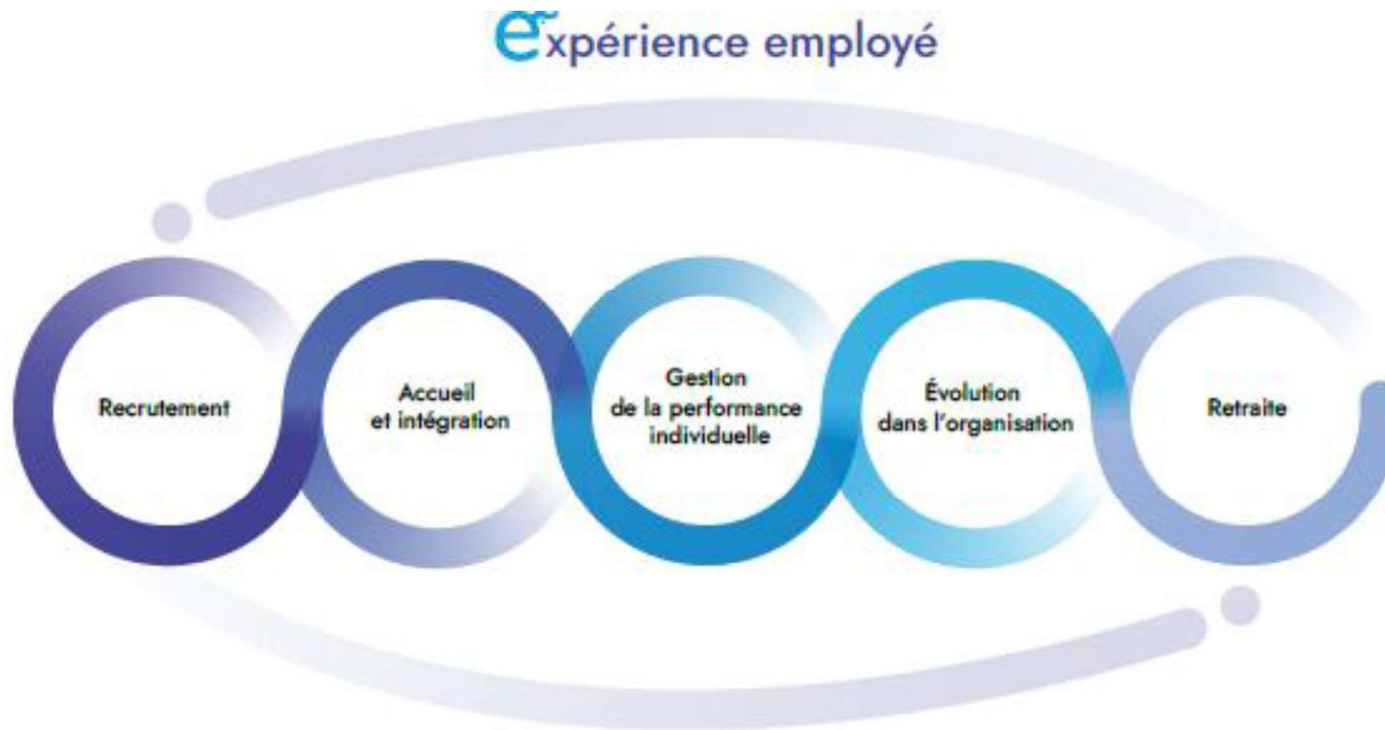 expérience employé
Recrutement
Accueil
et intégration
Gestion
de la performance
individuelle
Évolution
dans l'organisation
Retraite